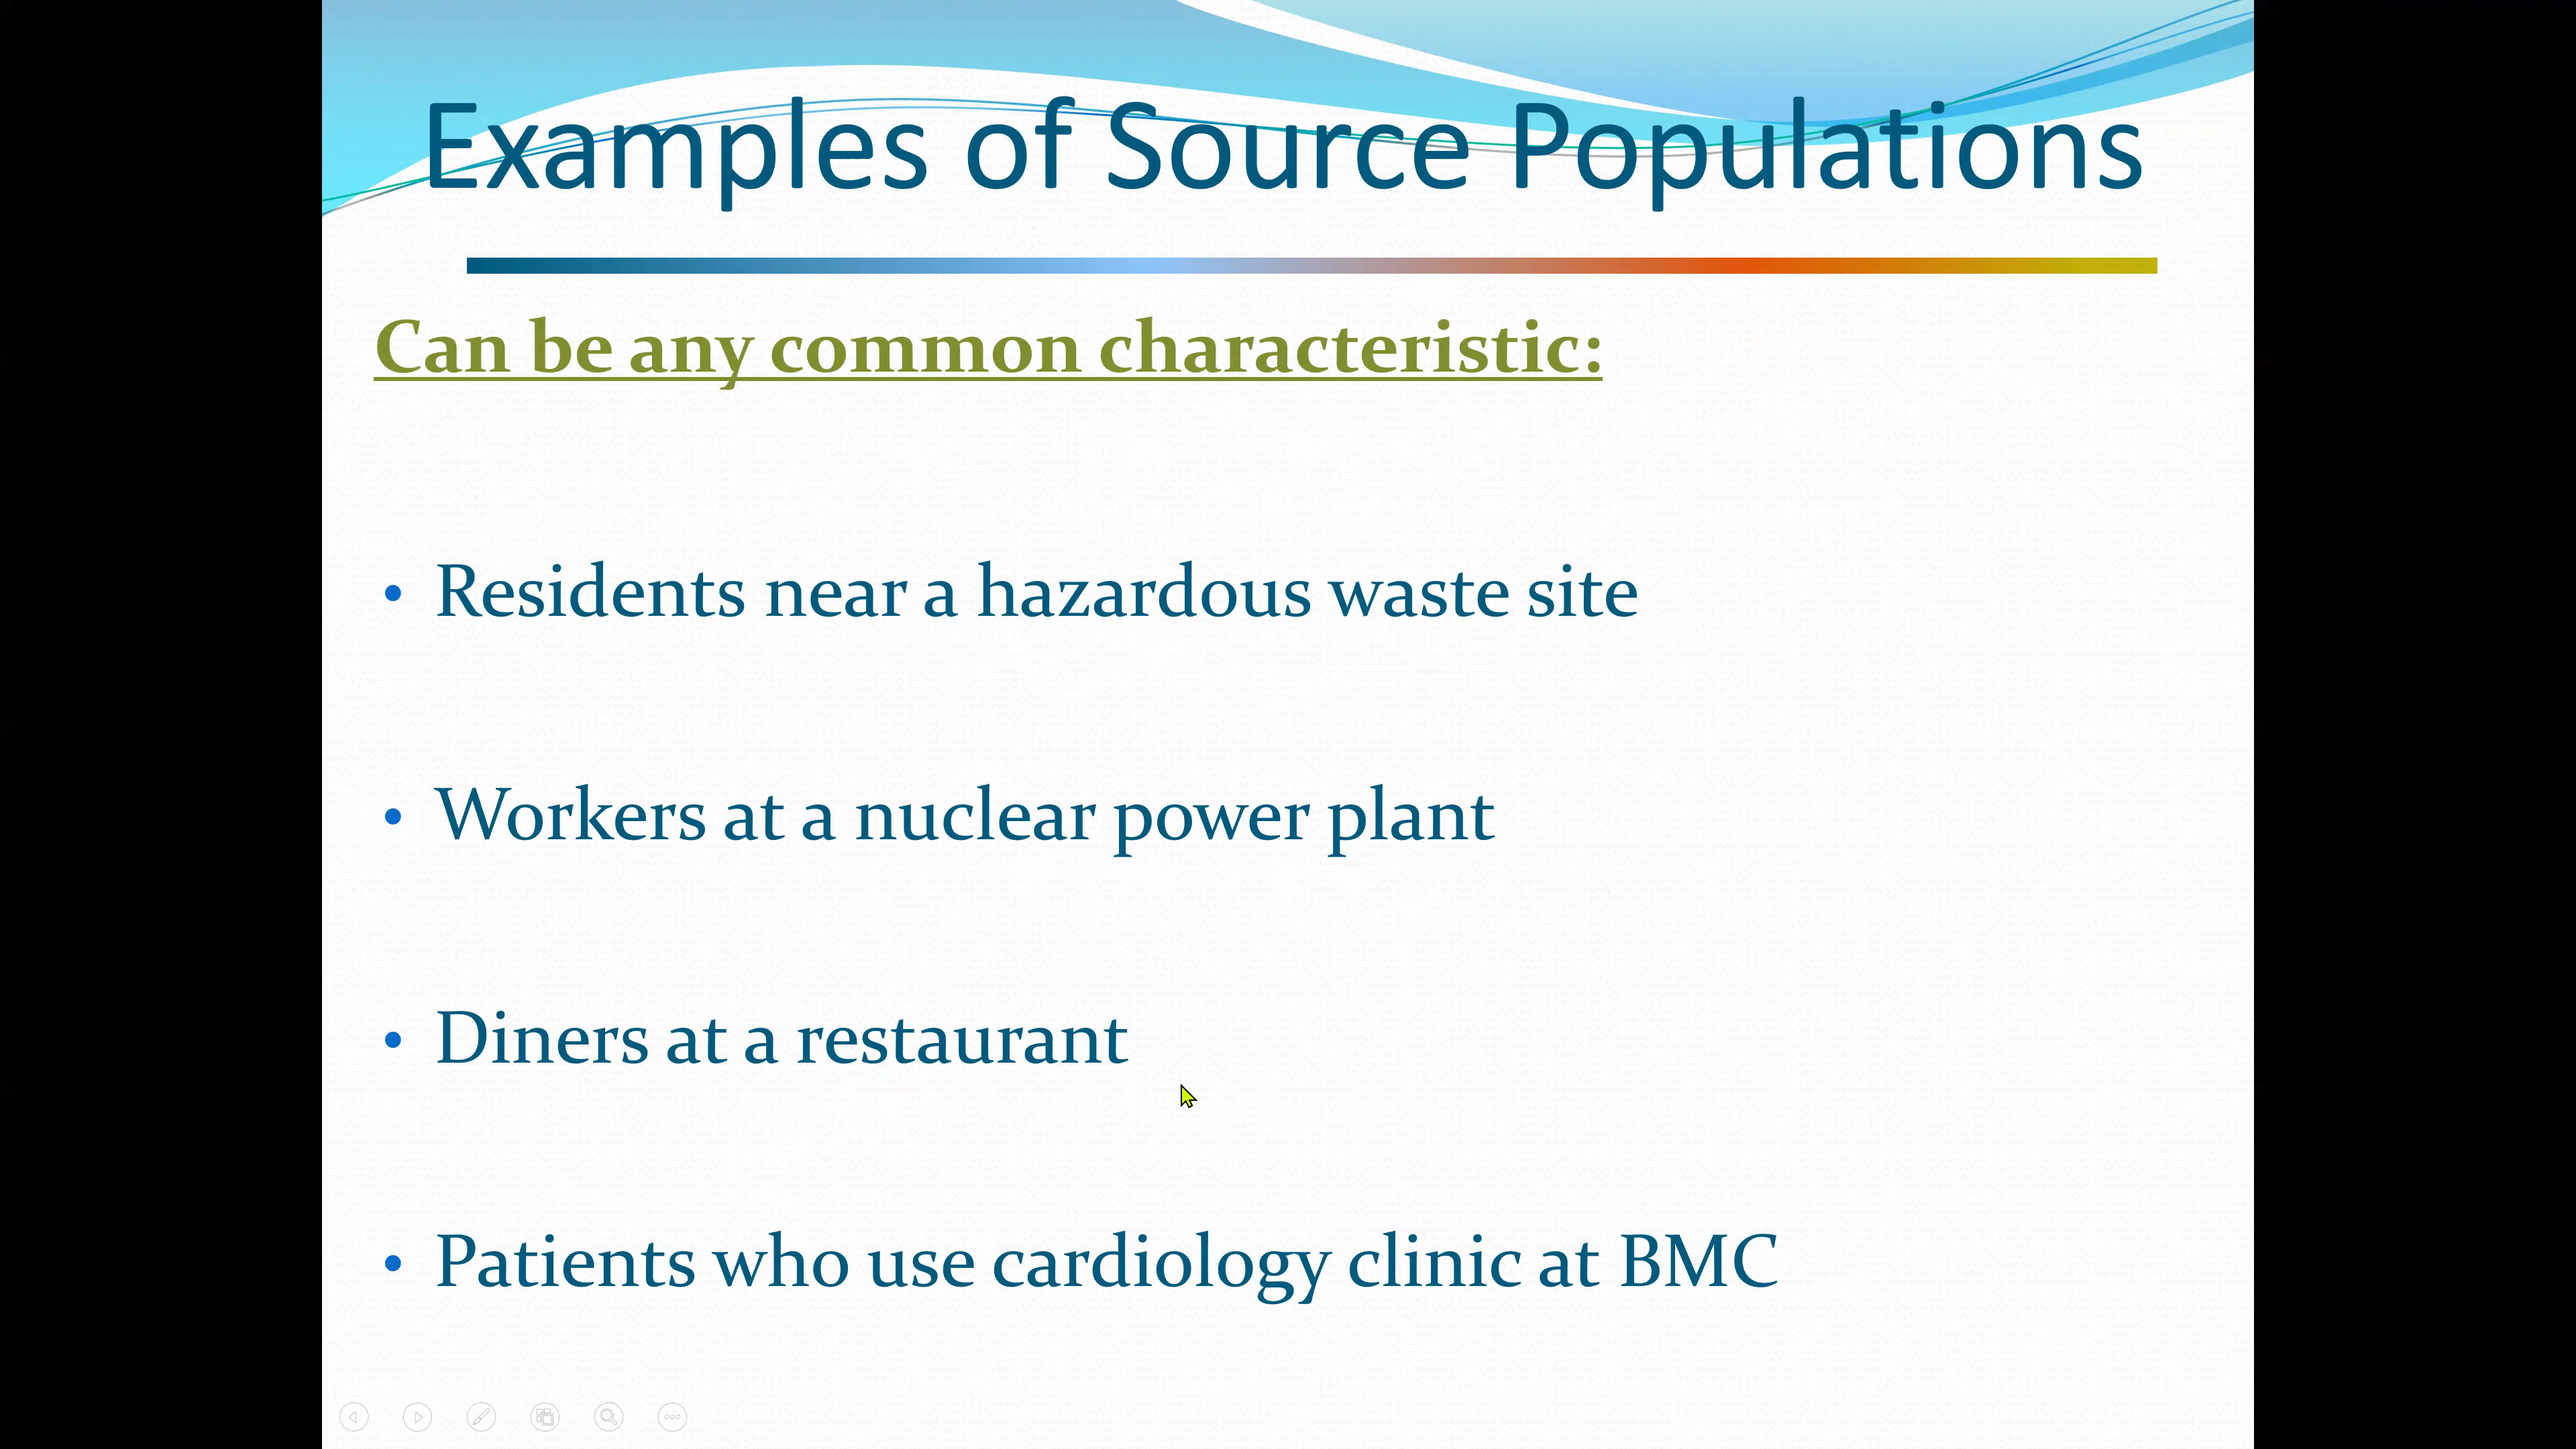 Examples of Source Populations
Can be any common characteristic:
• Residents near a hazardous waste site
• Workers at a nuclear power plant
• Diners at a restaurant
• Patients who use cardiology clinic at BMC